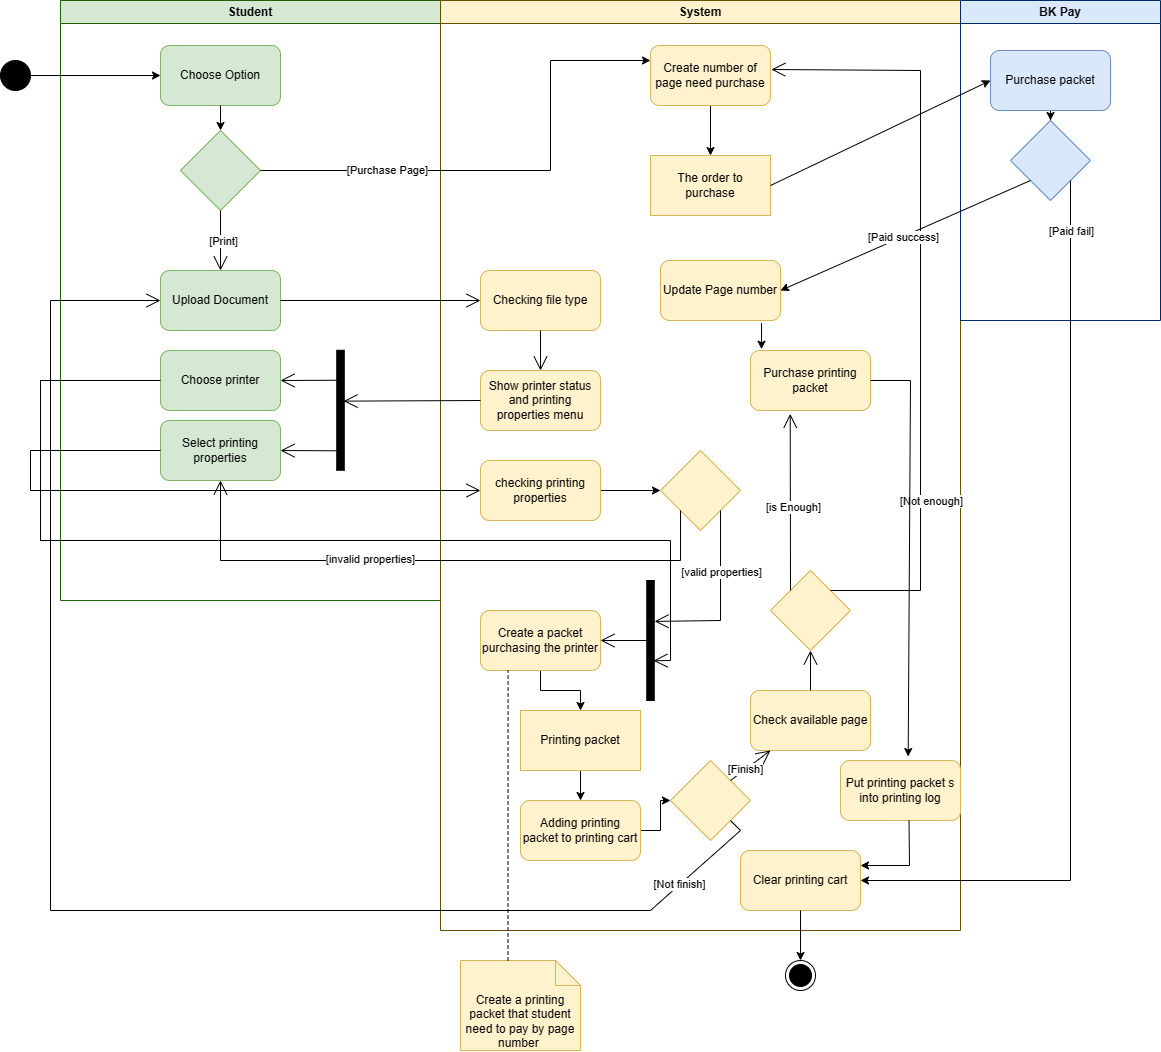 Student
System
BK Pay
Choose Option
Create number of
page need purchase
Purchase packet
[Purchase Page]
The order to
purchase
[Print]
[Paid success]
[Paid fail]
Upload Document
Checking file type
Update Page number
Choose printer
Show printer status
and printing
properties menu
Purchase printing
packet
Select printing
properties
checking printing
properties
[is Enough]
[Not enough]
[invalid properties]
[valid properties]
Create a packet
purchasing the printer
Printing packet
Check available page
[Finish]
Adding printing
packet to printing cart
Put printing packet s
into printing log
[Not finish]
Clear printing cart
Create a printing
packet that student
need to pay by page
number